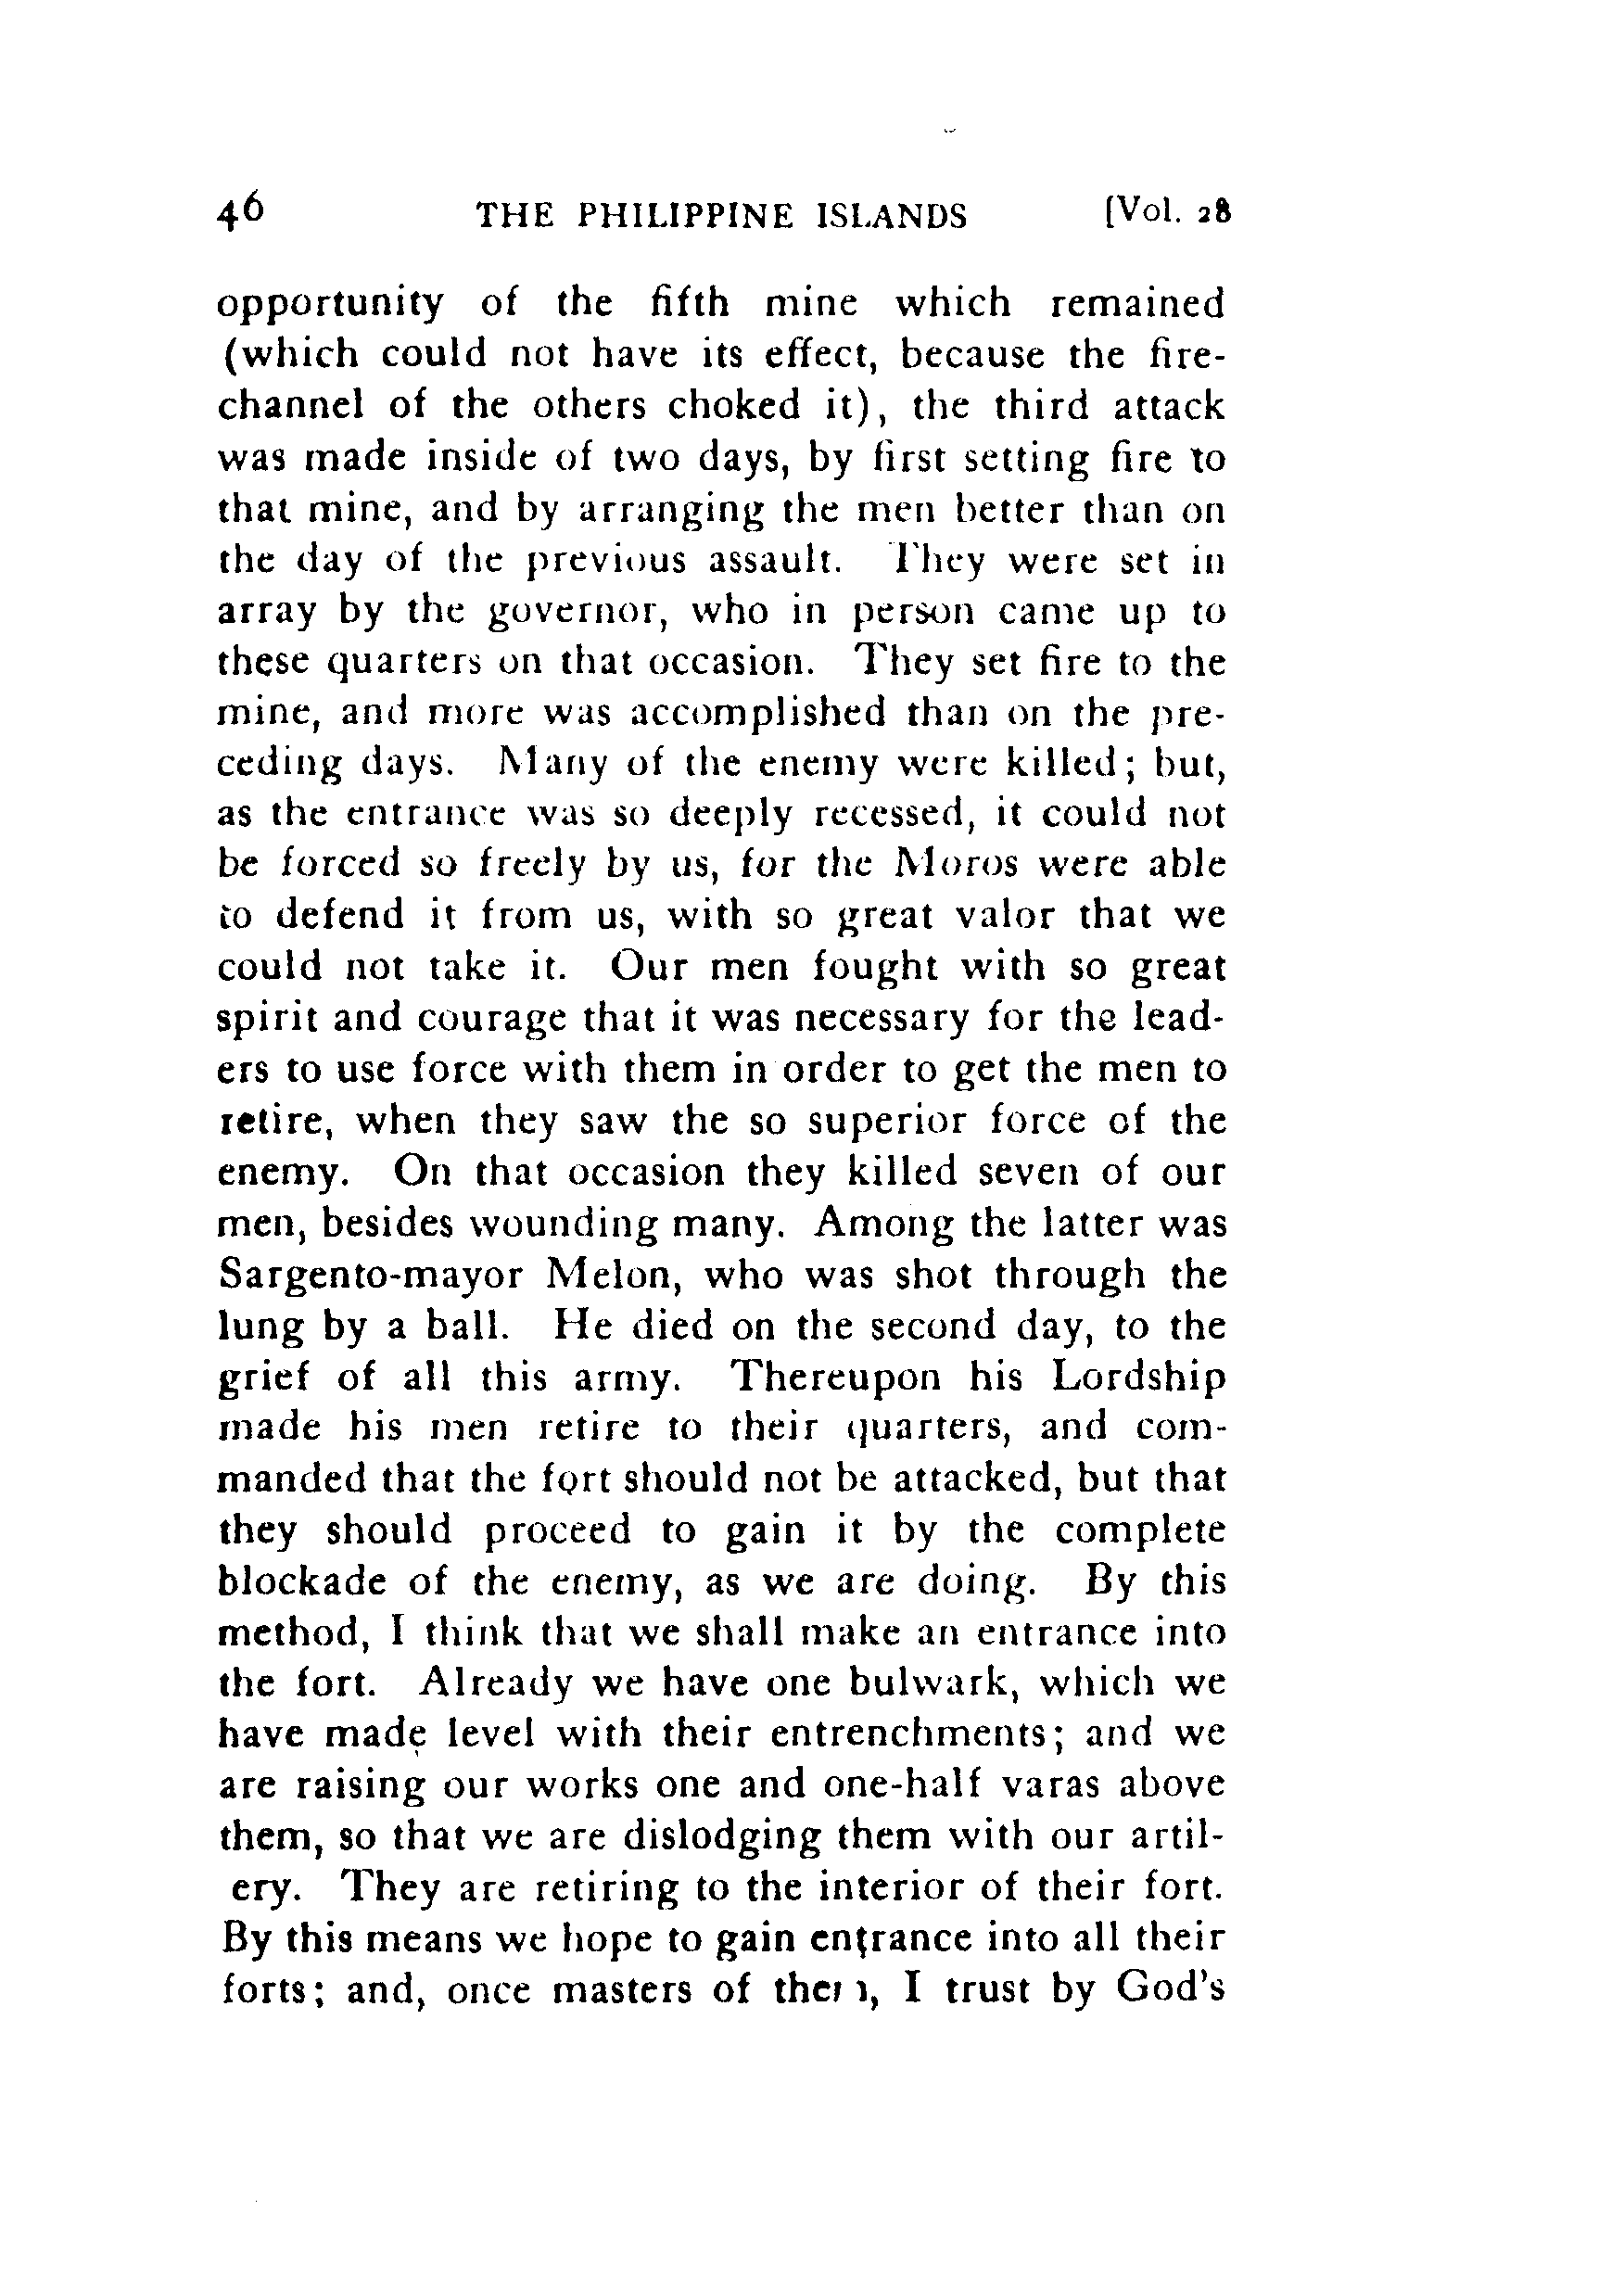 46 THE PHILIPPINE ISLANDS [Vol. 28
opportunity of the fifth mine which remained
(which could not have its effect, because the fire-
channel of the others choked it), the third attack
was made inside of two days, by first setting fire to
that mine, and by arranging the men better than on
the day of the previous assault. They were set in
array by the governor, who in person came up to
these quarters on that occasion. They set fire to the
mine, and more was accomplished than on the pre-
ceding days. Many of the enemy were killed; but,
as the entrance was so deeply recessed, it could not
be forced so freely by us, for the Moros were able
to defend it from us, with so great valor that we
could not take it. Our men fought with so great
spirit and courage that it was necessary for the lead-
ers to use force with them in order to get the men to
retire, when they saw the so superior force of the
enemy. On that occasion they killed seven of our
men, besides wounding many. Among the latter was
Sargento-mayor Melon, who was shot through the
lung by a ball. He died on the second day, to the
grief of all this army. Thereupon his Lordship
made his men retire to their quarters, and com-
manded that the fort should not be attacked, but that
they should proceed to gain it by the complete
blockade of the enemy, as we are doing. By this
method, I think that we shall make an entrance into
the fort. Already we have one bulwark, which we
have made level with their entrenchments; and we
are raising our works one and one-half varas above
them, so that we are dislodging them with our artil-
ery. They are retiring to the interior of their fort.
By this means we hope to gain entrance into all their
forts; and, once masters of them, I trust by God's